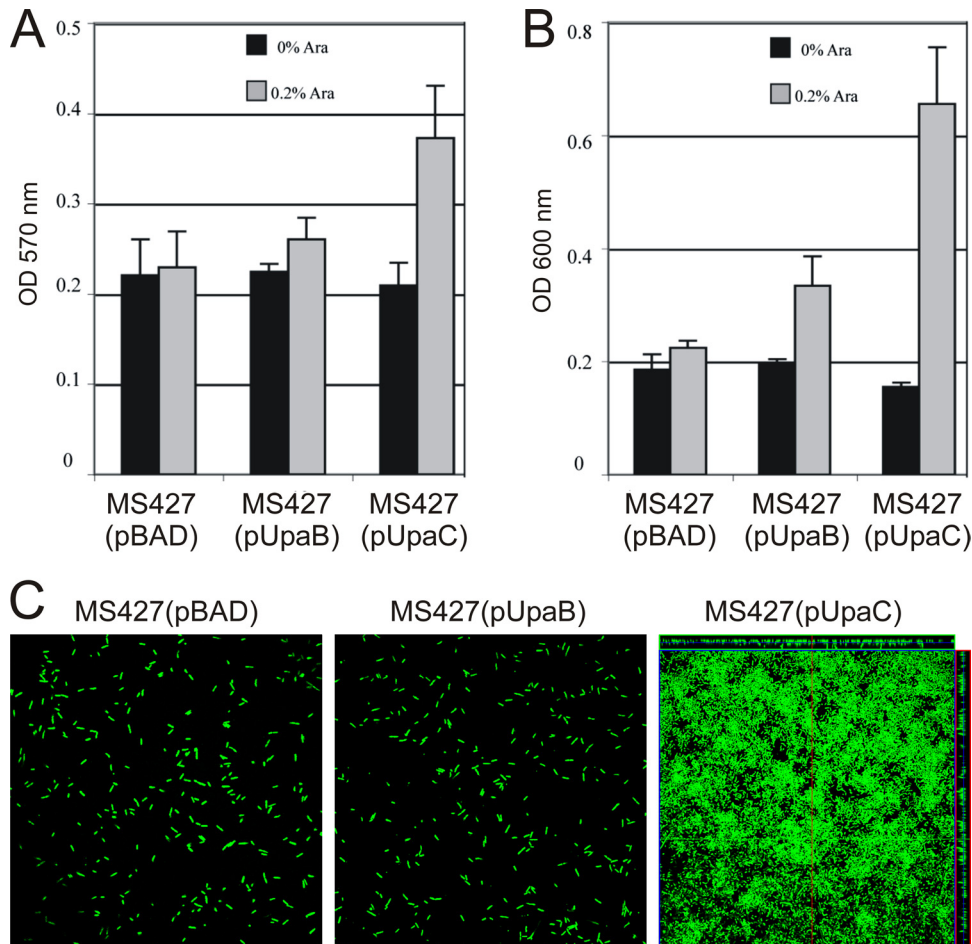 A
OD 570 nm
0.5
0.4
0.3
0.2
0.1
0
0% Ara
0.2% Ara
MS427 (pBAD)
MS427 (pUpaB)
MS427 (pUpaC)
B
OD 600 nm
0.8
0.6
0.4
0.2
0
0% Ara
0.2% Ara
MS427 (pBAD)
MS427 (pUpaB)
MS427 (pUpaC)
C
MS427(pBAD)
MS427(pUpaB)
MS427(pUpaC)